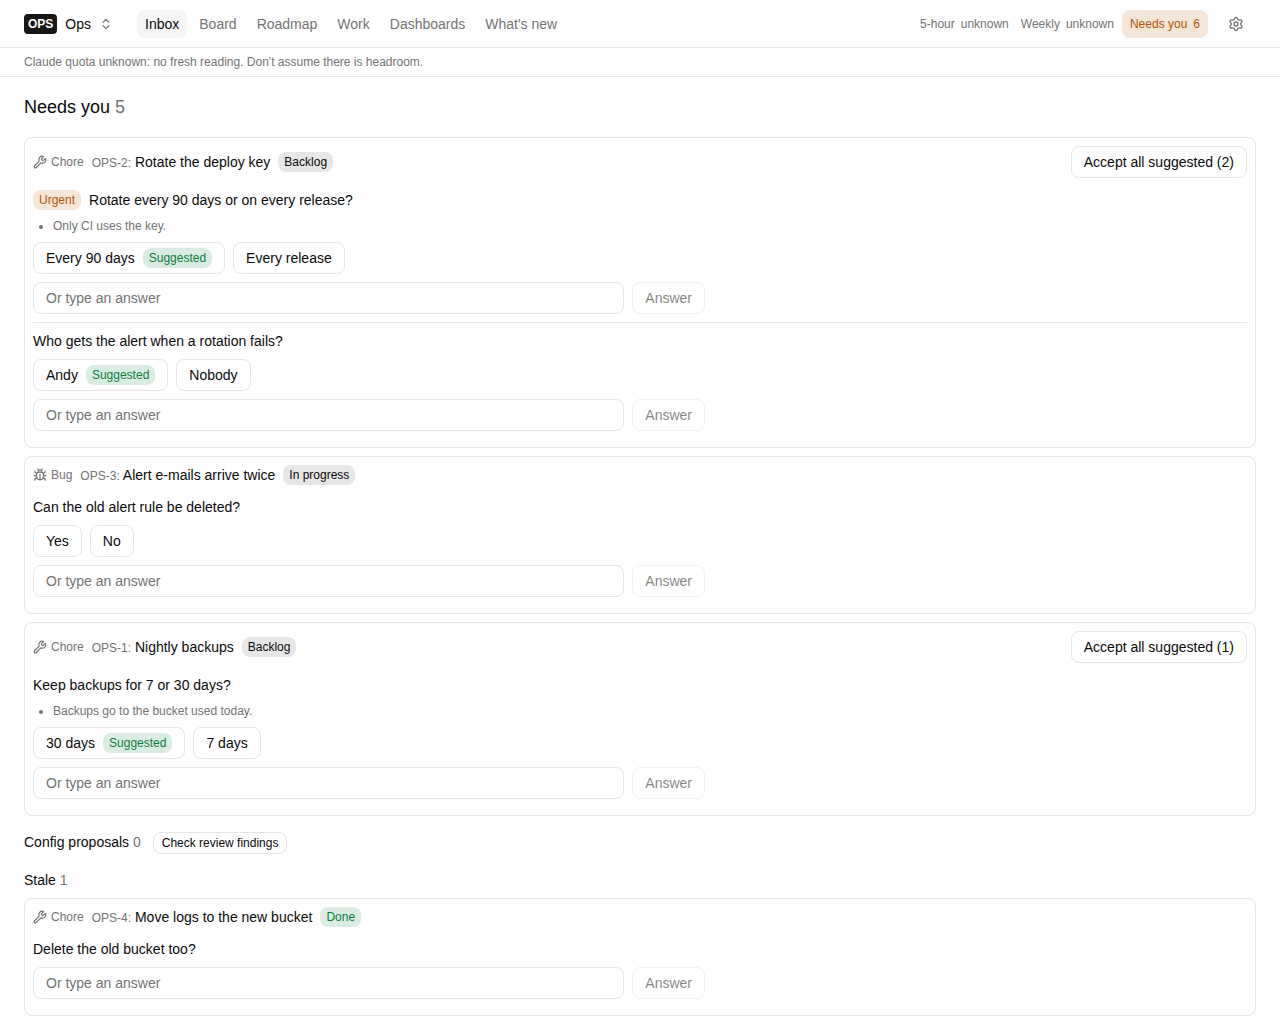 OPS Ops Inbox Board Roadmap Work Dashboards What's new 5-hour unknown Weekly unknown Needs you 6
Claude quota unknown: no fresh reading. Don't assume there is headroom.
Needs you 5
Chore OPS-2: Rotate the deploy key Backlog Accept all suggested (2)
Urgent Rotate every 90 days or on every release?
• Only CI uses the key.
Every 90 days Suggested Every release
Or type an answer Answer
Who gets the alert when a rotation fails?
Andy Suggested Nobody
Or type an answer Answer
Bug OPS-3: Alert e-mails arrive twice In progress
Can the old alert rule be deleted?
Yes No
Or type an answer Answer
Chore OPS-1: Nightly backups Backlog Accept all suggested (1)
Keep backups for 7 or 30 days?
• Backups go to the bucket used today.
30 days Suggested 7 days
Or type an answer Answer
Config proposals 0 Check review findings
Stale 1
Chore OPS-4: Move logs to the new bucket Done
Delete the old bucket too?
Or type an answer Answer